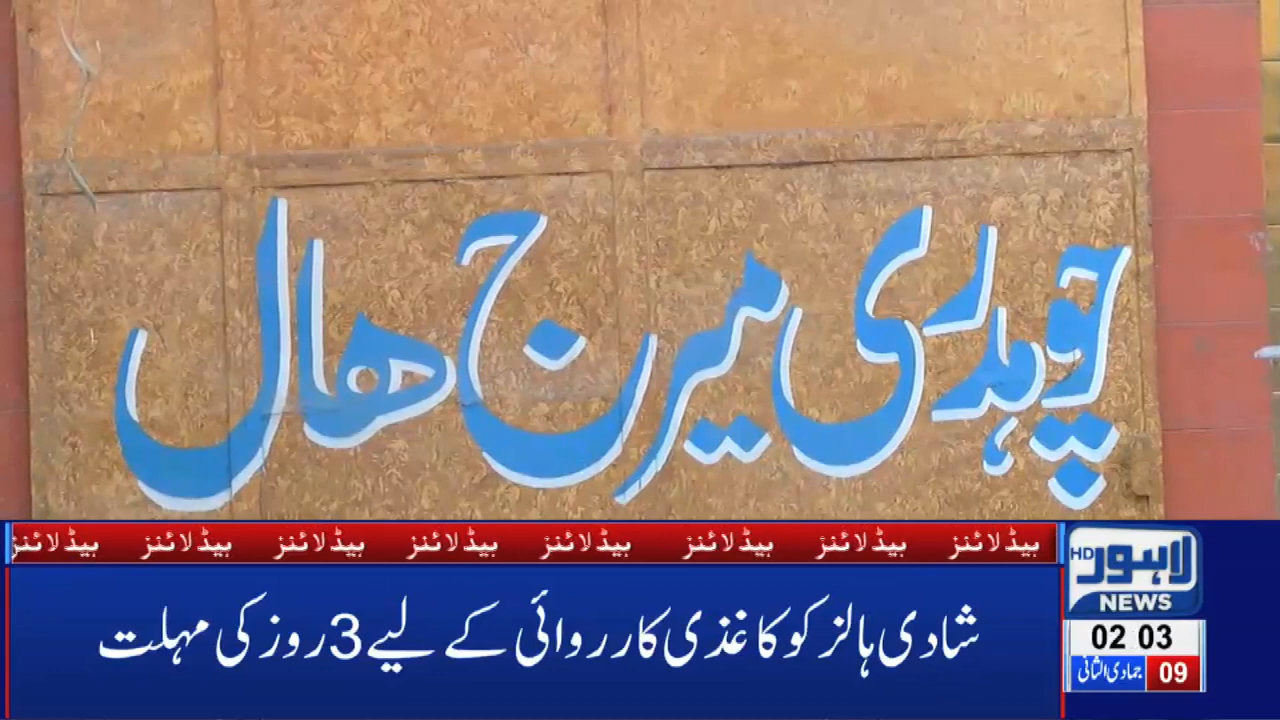 چوہدری میرج ھال
ہیڈلائنز ہیڈلائنز ہیڈلائنز ہیڈلائنز ہیڈلائنز ہیڈلائنز ہیڈلائنز ہیڈلائنز
لاہور HD
NEWS
شادی ہالز کو کاغذی کارروائی کے لیے 3 روز کی مہلت
02 03
09 جمادی الثانی